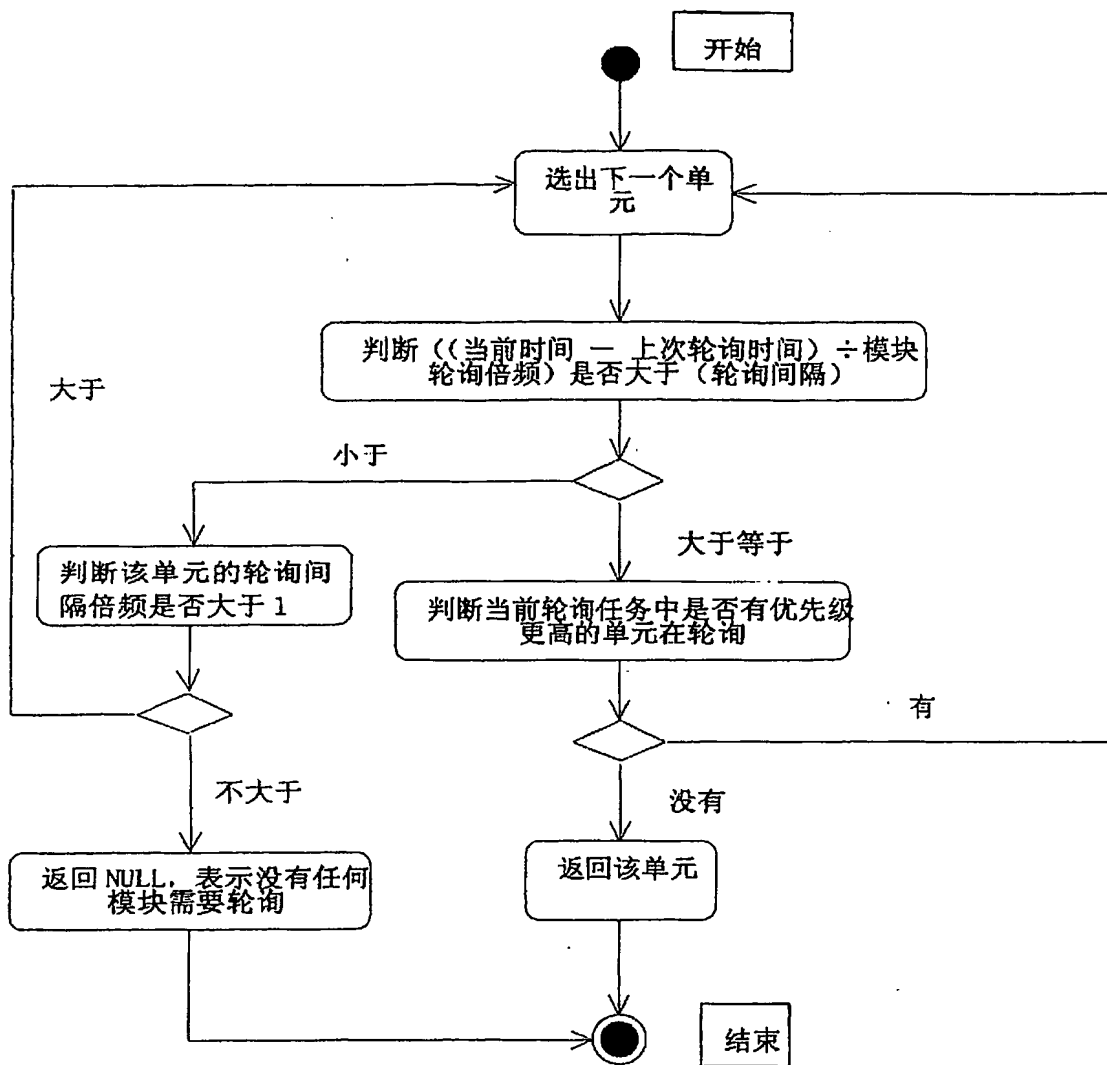 开始
选出下一个单
元
判断（（当前时间 － 上次轮询时间）÷模块
轮询倍频）是否大于（轮询间隔）
大于
小于
大于等于
判断该单元的轮询间
隔倍频是否大于1
判断当前轮询任务中是否有优先级
更高的单元在轮询
有
不大于
没有
返回NULL，表示没有任何
模块需要轮询
返回该单元
结束